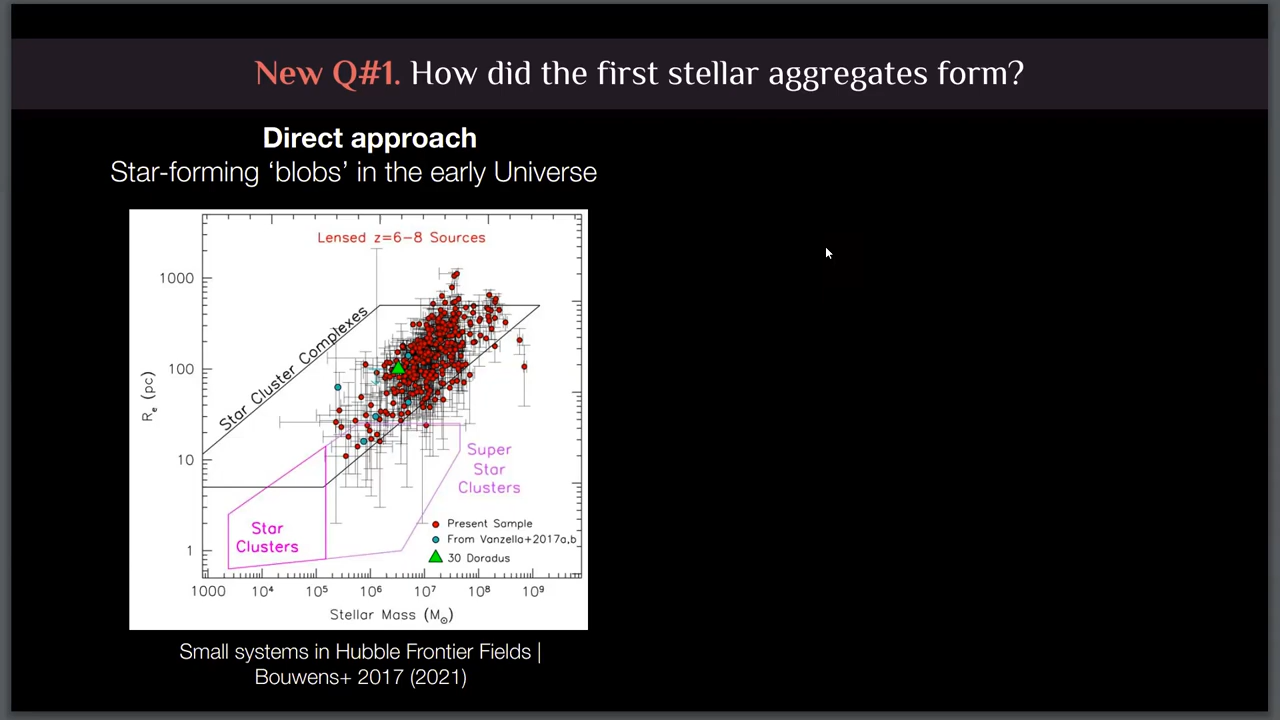 New Q#1. How did the first stellar aggregates form?
Direct approach
Star-forming ‘blobs’ in the early Universe
Lensed z=6-8 Sources
1000
100
10
1
R_e (pc)
Star Cluster Complexes
Super
Star
Clusters
Star
Clusters
Present Sample
From Vanzella+2017a,b
30 Doradus
1000 10⁴ 10⁵ 10⁶ 10⁷ 10⁸ 10⁹
Stellar Mass (M⊙)
Small systems in Hubble Frontier Fields |
Bouwens+ 2017 (2021)